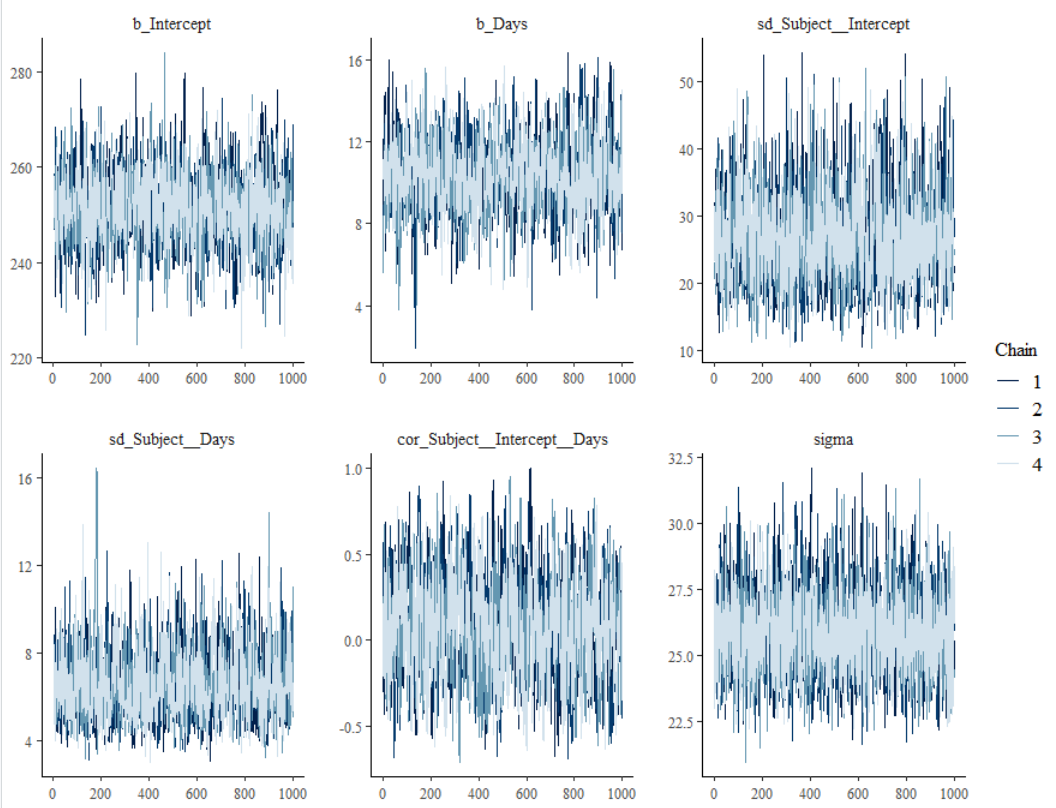 b_Intercept
b_Days
sd_Subject__Intercept
280
260
240
220
0 200 400 600 800 1000
16
12
8
4
0 200 400 600 800 1000
50
40
30
20
10
0 200 400 600 800 1000
Chain
1
2
3
4
sd_Subject__Days
cor_Subject__Intercept__Days
sigma
16
12
8
4
0 200 400 600 800 1000
1.0
0.5
0.0
-0.5
0 200 400 600 800 1000
32.5
30.0
27.5
25.0
22.5
0 200 400 600 800 1000